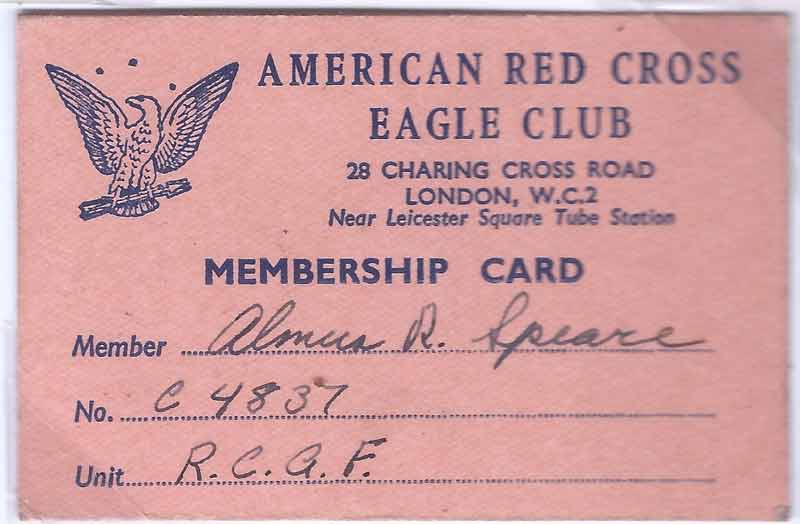 AMERICAN RED CROSS
EAGLE CLUB
28 CHARING CROSS ROAD
LONDON, W.C.2
Near Leicester Square Tube Station
MEMBERSHIP CARD
Member Almus R. Speare
No. C 4837
Unit R.C.A.F.